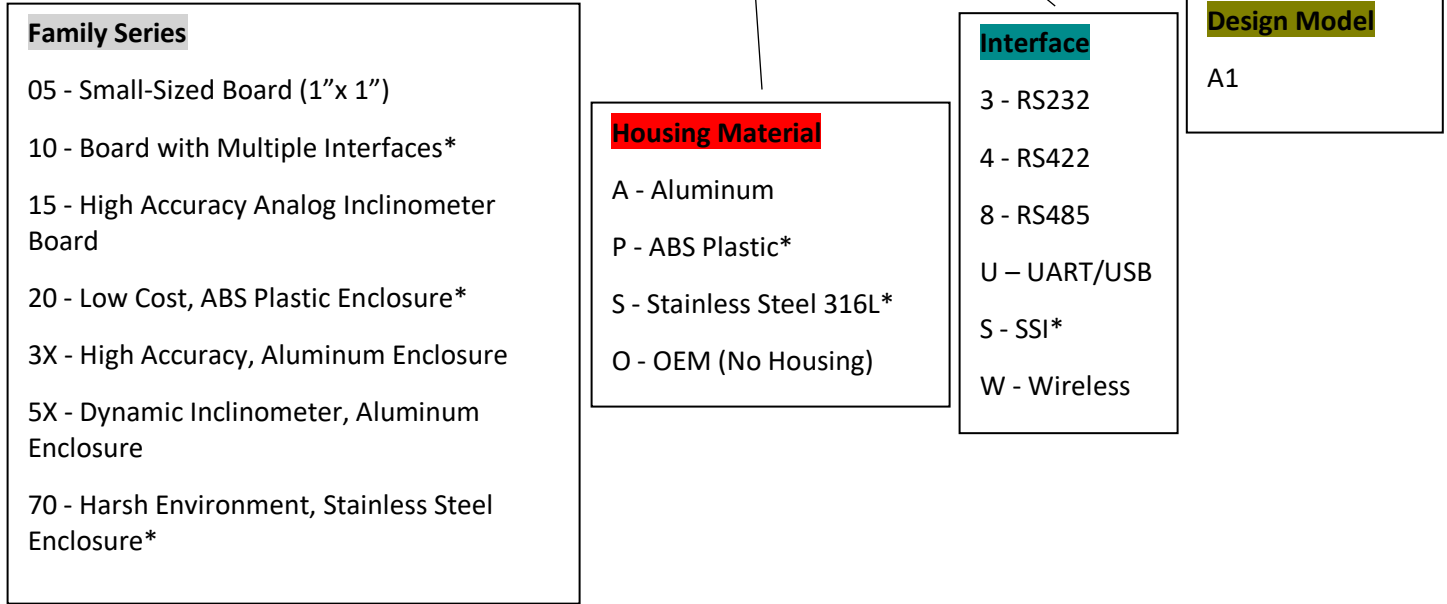 Family Series
05 - Small-Sized Board (1”x 1”)
10 - Board with Multiple Interfaces*
15 - High Accuracy Analog Inclinometer
Board
20 - Low Cost, ABS Plastic Enclosure*
3X - High Accuracy, Aluminum Enclosure
5X - Dynamic Inclinometer, Aluminum
Enclosure
70 - Harsh Environment, Stainless Steel
Enclosure*
Housing Material
A - Aluminum
P - ABS Plastic*
S - Stainless Steel 316L*
O - OEM (No Housing)
Interface
3 - RS232
4 - RS422
8 - RS485
U – UART/USB
S - SSI*
W - Wireless
Design Model
A1